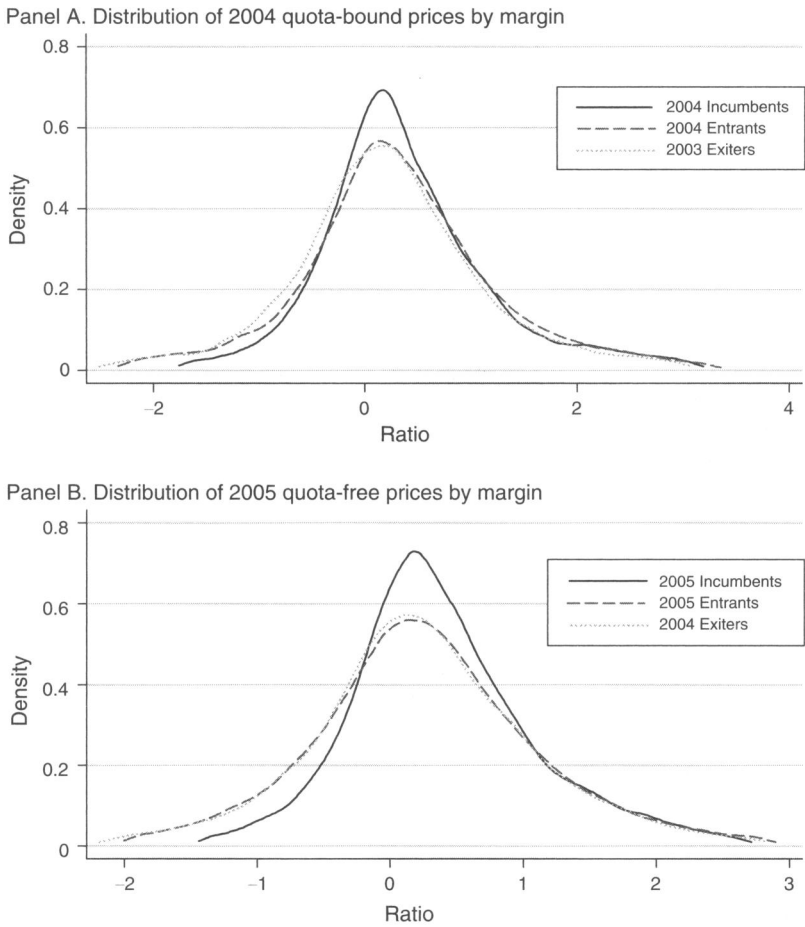 Panel A. Distribution of 2004 quota-bound prices by margin
0.8
0.6
0.4
0.2
0
Density
2004 Incumbents
2004 Entrants
2003 Exiters
−2
0
2
4
Ratio
Panel B. Distribution of 2005 quota-free prices by margin
0.8
0.6
0.4
0.2
0
Density
2005 Incumbents
2005 Entrants
2004 Exiters
−2
−1
0
1
2
3
Ratio